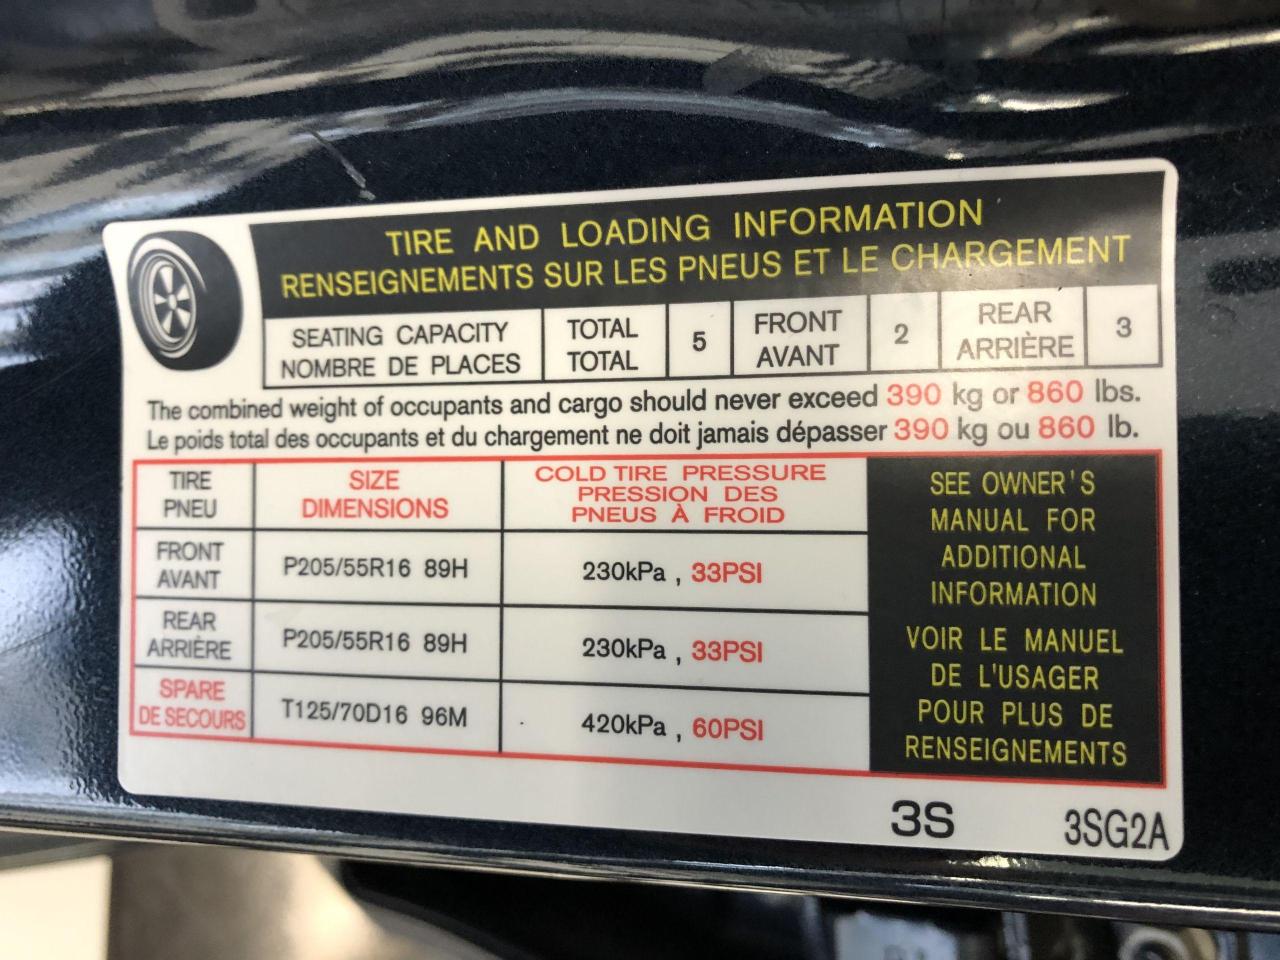 TIRE AND LOADING INFORMATION
RENSEIGNEMENTS SUR LES PNEUS ET LE CHARGEMENT
SEATING CAPACITY
NOMBRE DE PLACES
TOTAL
TOTAL
5
FRONT
AVANT
2
REAR
ARRIÈRE
3
The combined weight of occupants and cargo should never exceed 390 kg or 860 lbs.
Le poids total des occupants et du chargement ne doit jamais dépasser 390 kg ou 860 lb.
TIRE
PNEU
SIZE
DIMENSIONS
COLD TIRE PRESSURE
PRESSION DES
PNEUS À FROID
FRONT
AVANT
P205/55R16 89H
230kPa , 33PSI
REAR
ARRIÈRE
P205/55R16 89H
230kPa , 33PSI
SPARE
DE SECOURS
T125/70D16 96M
420kPa , 60PSI
SEE OWNER'S
MANUAL FOR
ADDITIONAL
INFORMATION
VOIR LE MANUEL
DE L'USAGER
POUR PLUS DE
RENSEIGNEMENTS
3S
3SG2A